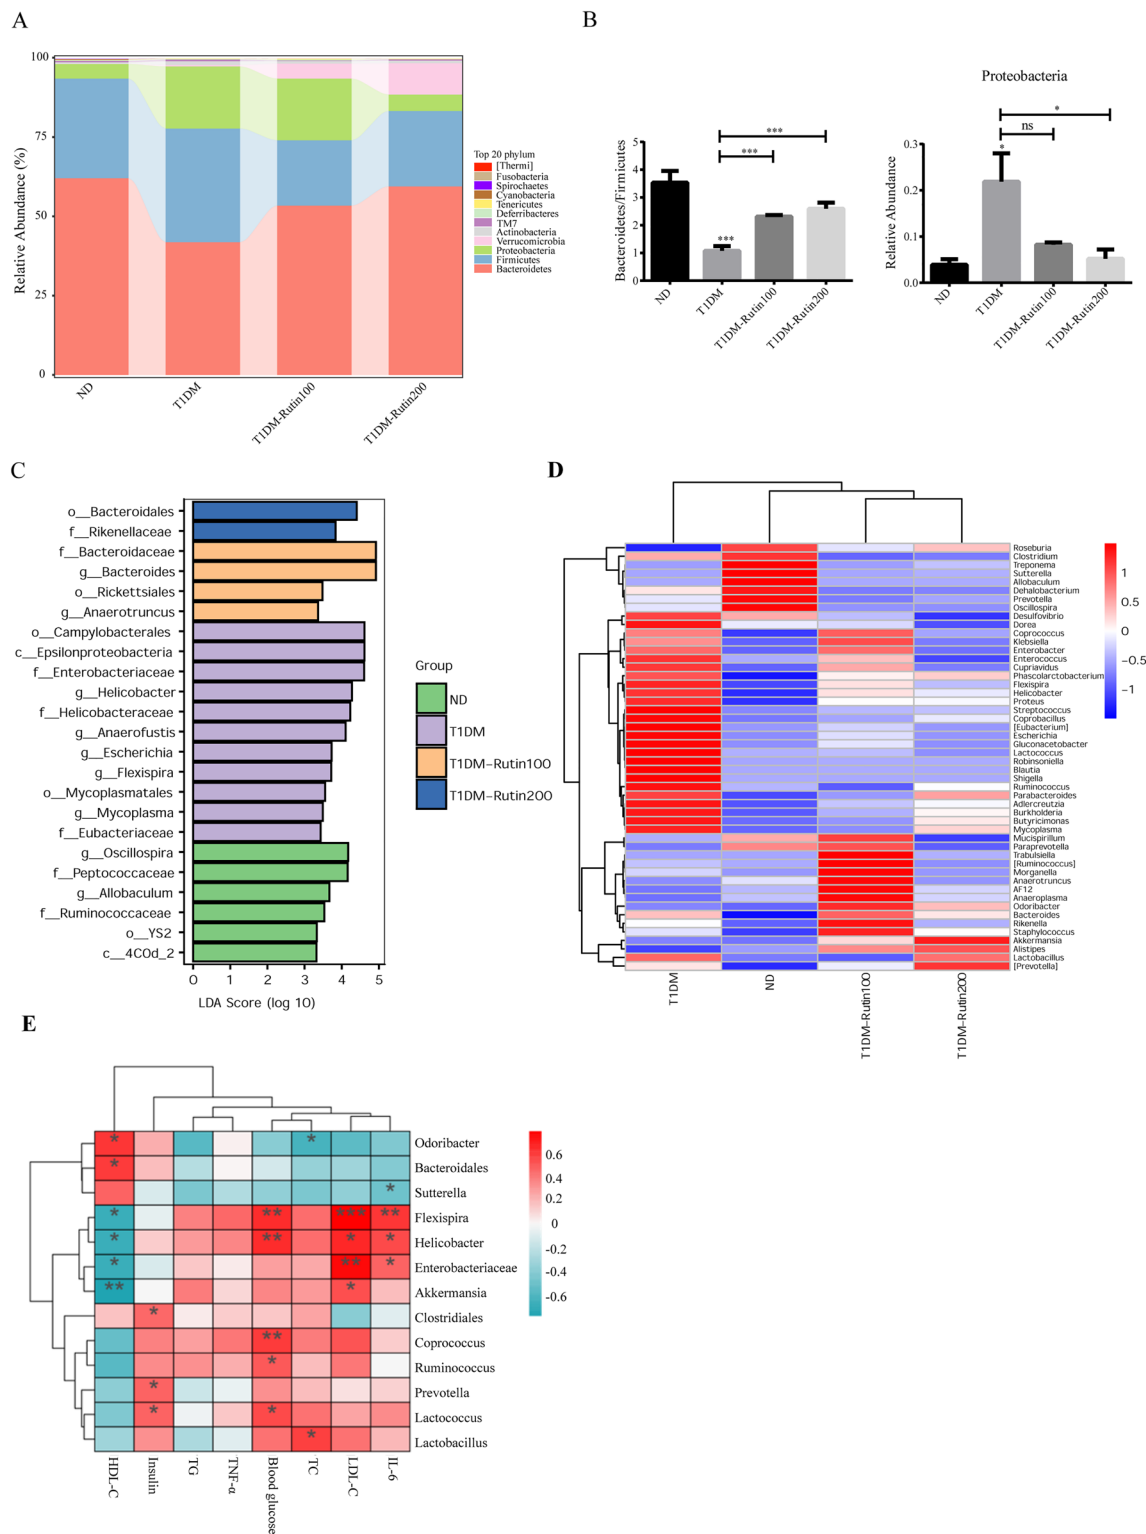 A
100
75
50
25
0
Relative Abundance (%)
ND
T1DM
T1DM-Rutin100
T1DM-Rutin200
Top 20 phylum
[Thermi]
Fusobacteria
Spirochaetes
Cyanobacteria
Tenericutes
Deferribacteres
TM7
Actinobacteria
Verrucomicrobia
Proteobacteria
Firmicutes
Bacteroidetes
B
Bacteroidetes/Firmicutes
5
4
3
2
1
0
***
***
***
ND
T1DM
T1DM-Rutin100
T1DM-Rutin200
Proteobacteria
Relative Abundance
0.3
0.2
0.1
0.0
*
ns
*
ND
T1DM
T1DM-Rutin100
T1DM-Rutin200
C
o__Bacteroidales
f__Rikenellaceae
f__Bacteroidaceae
g__Bacteroides
o__Rickettsiales
g__Anaerotruncus
o__Campylobacterales
c__Epsilonproteobacteria
f__Enterobacteriaceae
g__Helicobacter
f__Helicobacteraceae
g__Anaerofustis
g__Escherichia
g__Flexispira
o__Mycoplasmatales
g__Mycoplasma
f__Eubacteriaceae
g__Oscillospira
f__Peptococcaceae
g__Allobaculum
f__Ruminococcaceae
o__YS2
c__4C0d_2
0 1 2 3 4 5
LDA Score (log 10)
Group
ND
T1DM
T1DM-Rutin100
T1DM-Rutin200
D
Roseburia
Clostridium
Treponema
Sutterella
Allobaculum
Dehalobacterium
Prevotella
Oscillospira
Desulfovibrio
Dorea
Coprococcus
Klebsiella
Enterobacter
Enterococcus
Cupriavidus
Phascolarctobacterium
Flexispira
Helicobacter
Proteus
Streptococcus
Coprobacillus
[Eubacterium]
Escherichia
Gluconacetobacter
Lactococcus
Robinsoniella
Blautia
Shigella
Ruminococcus
Parabacteroides
Adlercreutzia
Burkholderia
Butyricimonas
Mycoplasma
Mucispirillum
Paraprevotella
Trabulsiella
[Ruminococcus]
Morganella
Anaerotruncus
AF12
Anaeroplasma
Odoribacter
Bacteroides
Rikenella
Staphylococcus
Akkermansia
Alistipes
Lactobacillus
[Prevotella]
T1DM
ND
T1DM-Rutin100
T1DM-Rutin200
1
0.5
0
-0.5
-1
E
* * Odoribacter
* Bacteroidales
* Sutterella
* ** *** ** Flexispira
* ** * * Helicobacter
* ** * Enterobacteriaceae
** * Akkermansia
* Clostridiales
** Coprococcus
* Ruminococcus
* Prevotella
* * Lactococcus
* Lactobacillus
HDL-C
Insulin
TG
TNF-α
Blood glucose
TC
LDL-C
IL-6
0.6
0.4
0.2
0
-0.2
-0.4
-0.6